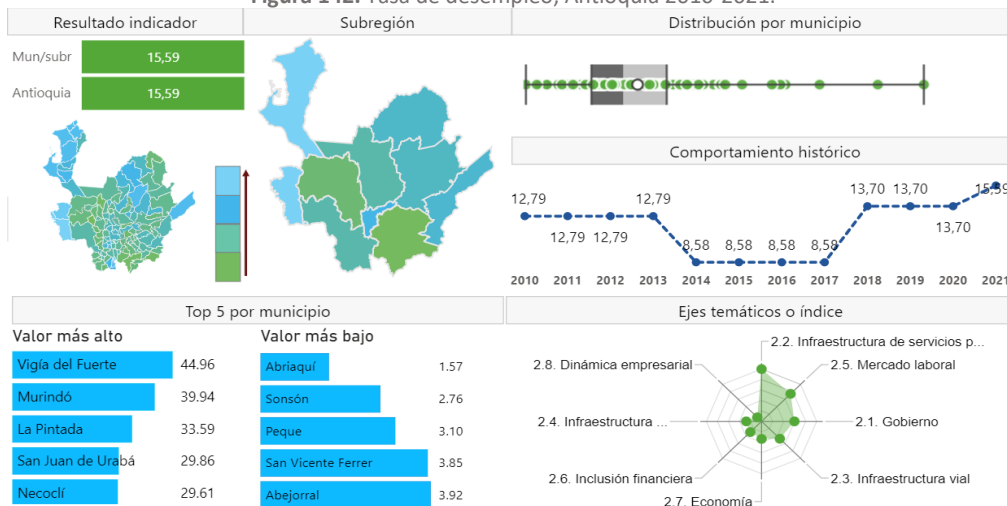 Figura 142. Tasa de desempleo, Antioquia 2010-2021.
Resultado indicador
Mun/subr 15,59
Antioquia 15,59
Subregión
Distribución por municipio
Comportamiento histórico
12,79 12,79 12,79 12,79 8,58 8,58 8,58 8,58 13,70 13,70 13,70 15,59
2010 2011 2012 2013 2014 2015 2016 2017 2018 2019 2020 2021
Top 5 por municipio
Valor más alto
Vigía del Fuerte 44.96
Murindó 39.94
La Pintada 33.59
San Juan de Urabá 29.86
Necoclí 29.61
Valor más bajo
Abriaquí 1.57
Sonsón 2.76
Peque 3.10
San Vicente Ferrer 3.85
Abejorral 3.92
Ejes temáticos o índice
2.2. Infraestructura de servicios p...
2.8. Dinámica empresarial
2.5. Mercado laboral
2.4. Infraestructura ...
2.1. Gobierno
2.6. Inclusión financiera
2.3. Infraestructura vial
2.7. Economía